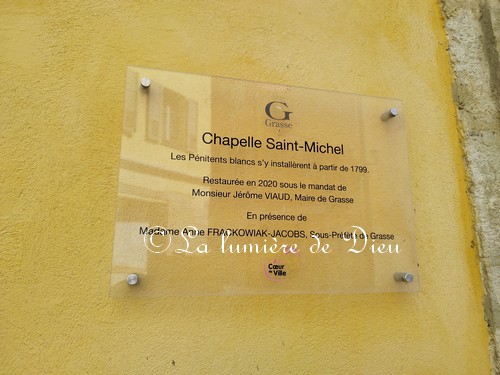 G
Grasse
Chapelle Saint-Michel
Les Pénitents blancs s'y installèrent à partir de 1799.
Restaurée en 2020 sous le mandat de
Monsieur Jérôme VIAUD, Maire de Grasse
En présence de
Madame Anne FRACKOWIAK-JACOBS, Sous-Préfète de Grasse
©La lumière de Dieu
Cœur
de Ville